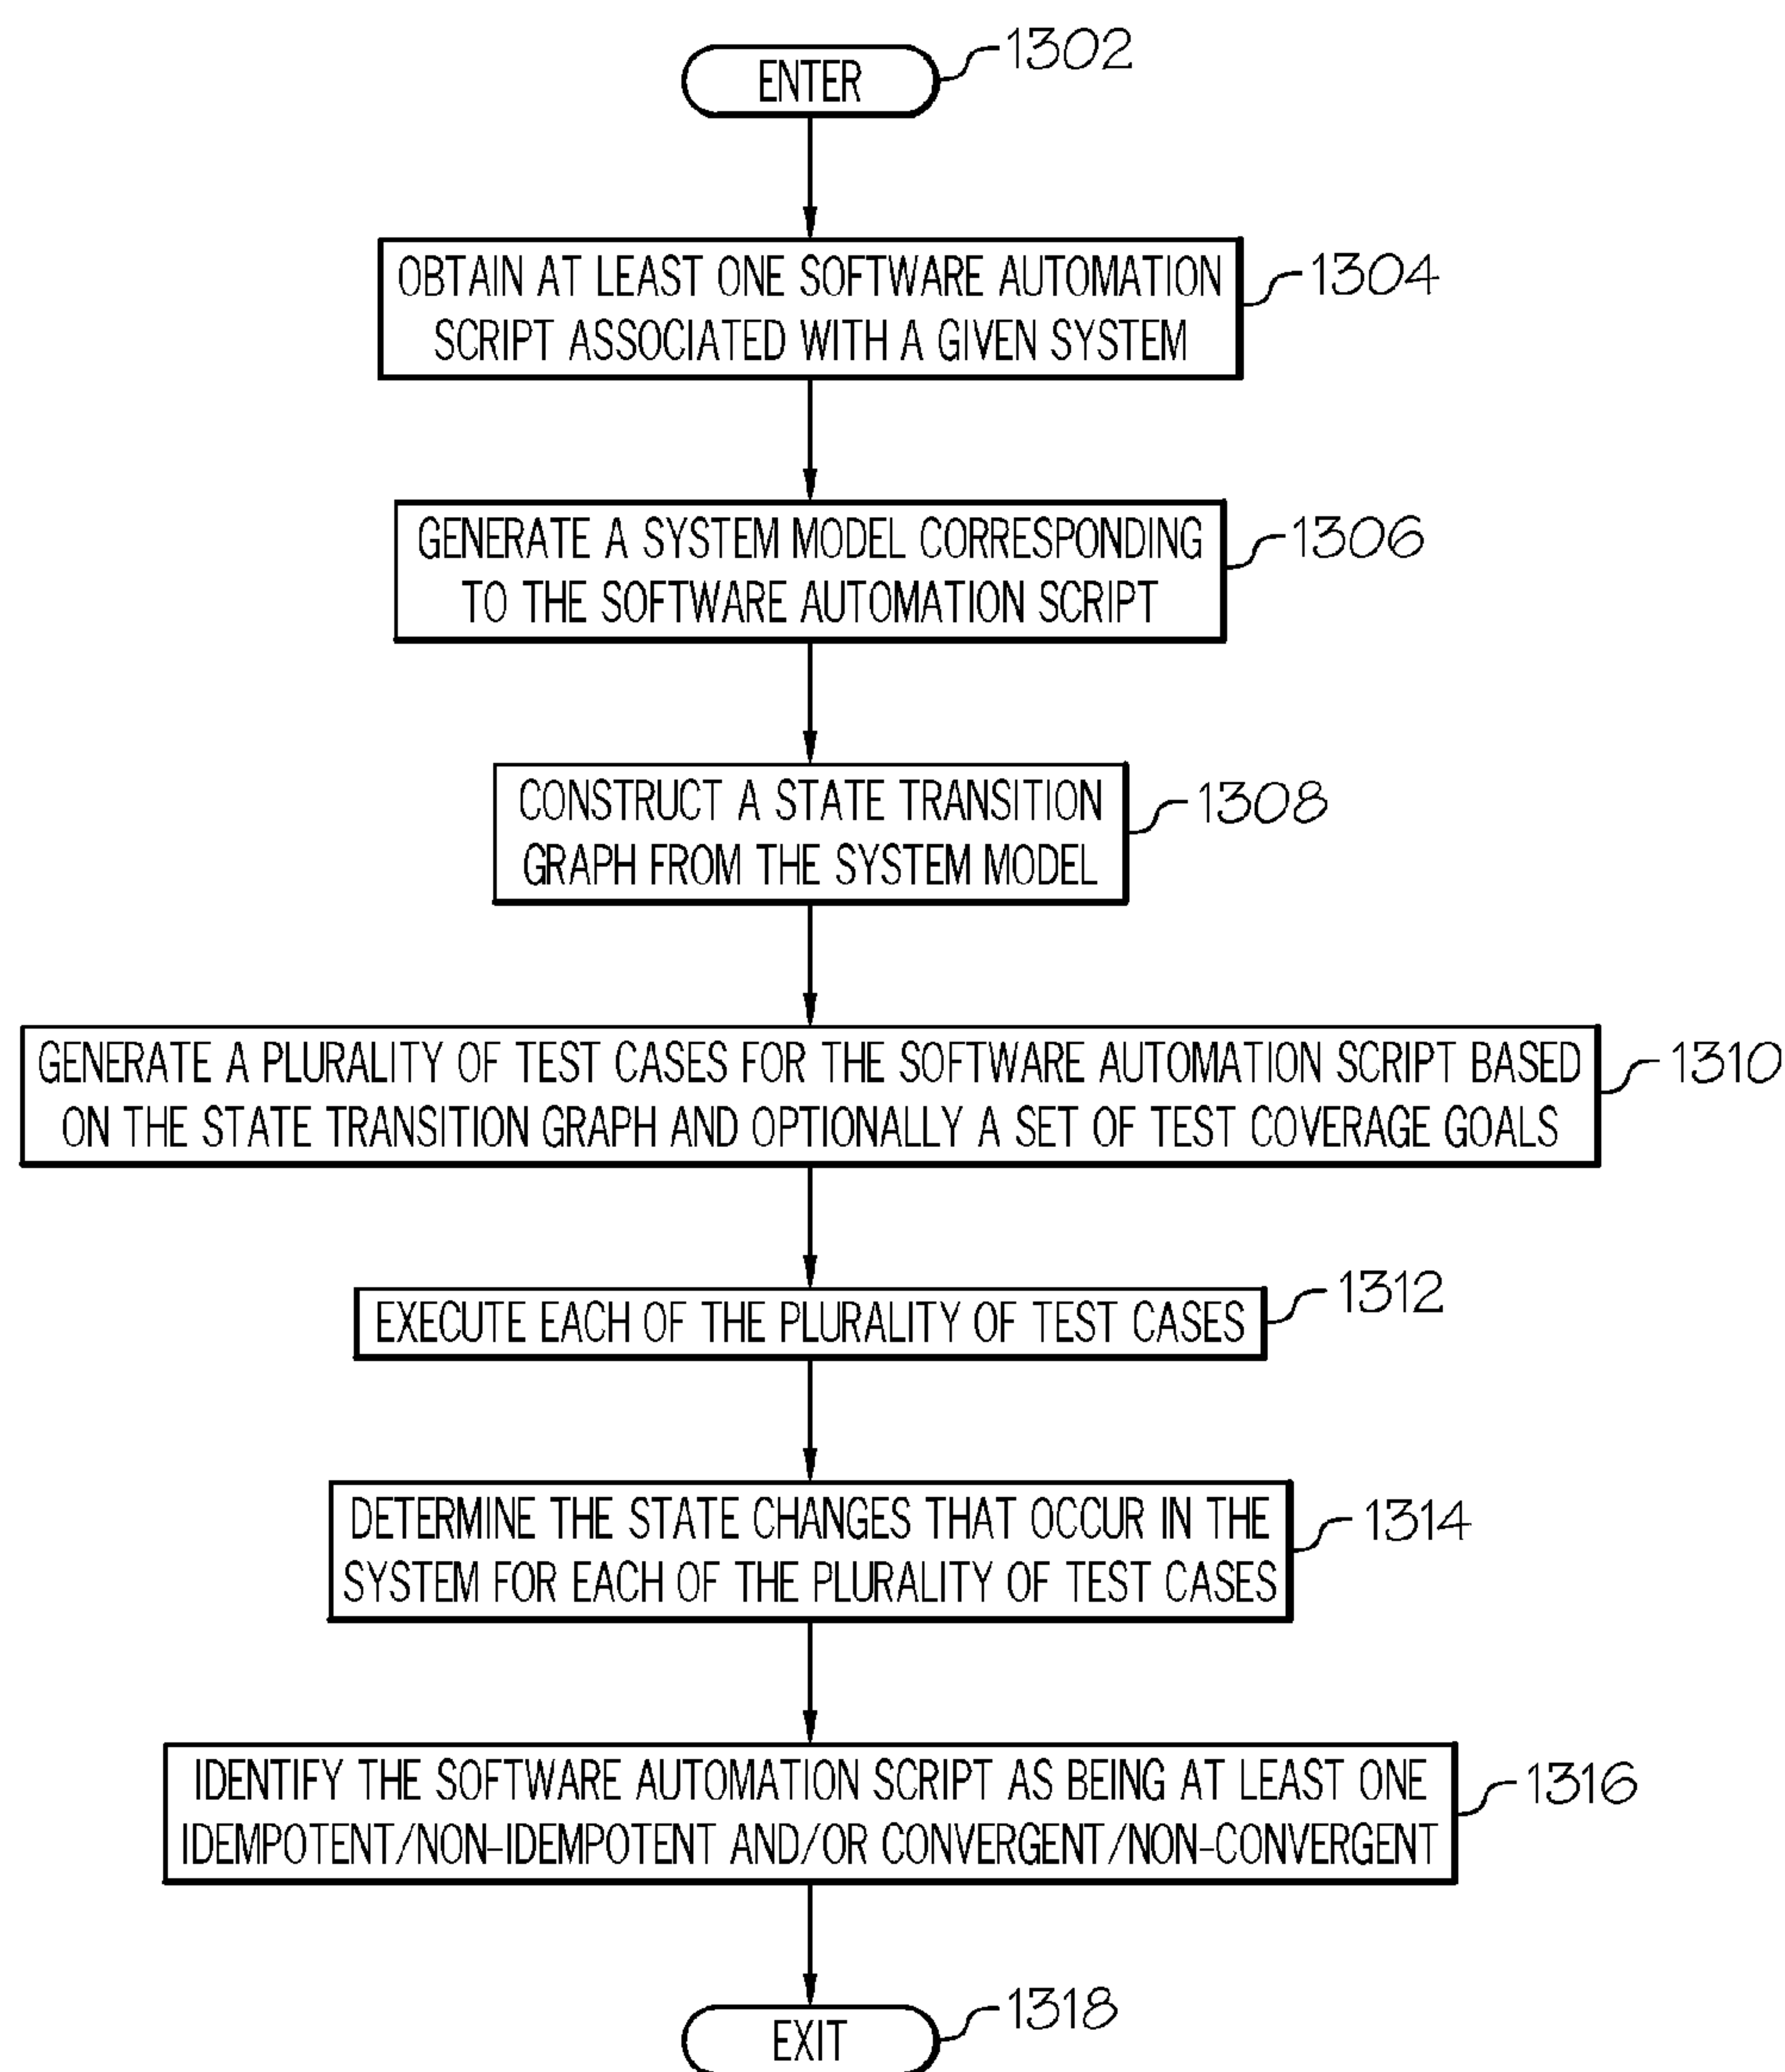 ENTER
1302
OBTAIN AT LEAST ONE SOFTWARE AUTOMATION
SCRIPT ASSOCIATED WITH A GIVEN SYSTEM
1304
GENERATE A SYSTEM MODEL CORRESPONDING
TO THE SOFTWARE AUTOMATION SCRIPT
1306
CONSTRUCT A STATE TRANSITION
GRAPH FROM THE SYSTEM MODEL
1308
GENERATE A PLURALITY OF TEST CASES FOR THE SOFTWARE AUTOMATION SCRIPT BASED
ON THE STATE TRANSITION GRAPH AND OPTIONALLY A SET OF TEST COVERAGE GOALS
1310
EXECUTE EACH OF THE PLURALITY OF TEST CASES
1312
DETERMINE THE STATE CHANGES THAT OCCUR IN THE
SYSTEM FOR EACH OF THE PLURALITY OF TEST CASES
1314
IDENTIFY THE SOFTWARE AUTOMATION SCRIPT AS BEING AT LEAST ONE
IDEMPOTENT/NON-IDEMPOTENT AND/OR CONVERGENT/NON-CONVERGENT
1316
EXIT
1318